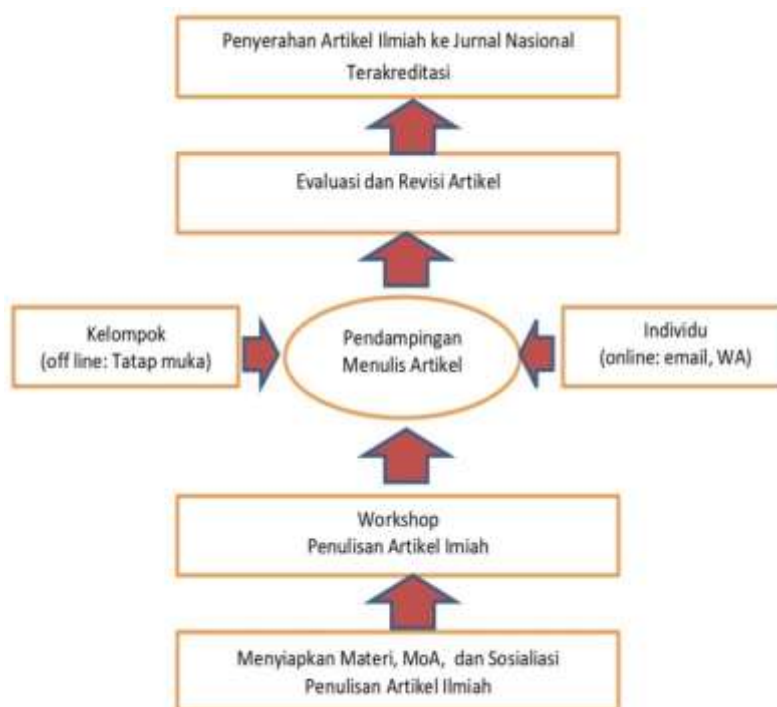 Penyerahan Artikel Ilmiah ke Jurnal Nasional
Terakreditasi
Evaluasi dan Revisi Artikel
Kelompok
(off line: Tatap muka)
Pendampingan
Menulis Artikel
Individu
(online: email, WA)
Workshop
Penulisan Artikel Imiah
Menyiapkan Materi, MoA, dan Sosialiasi
Penulisan Artikel Ilmiah